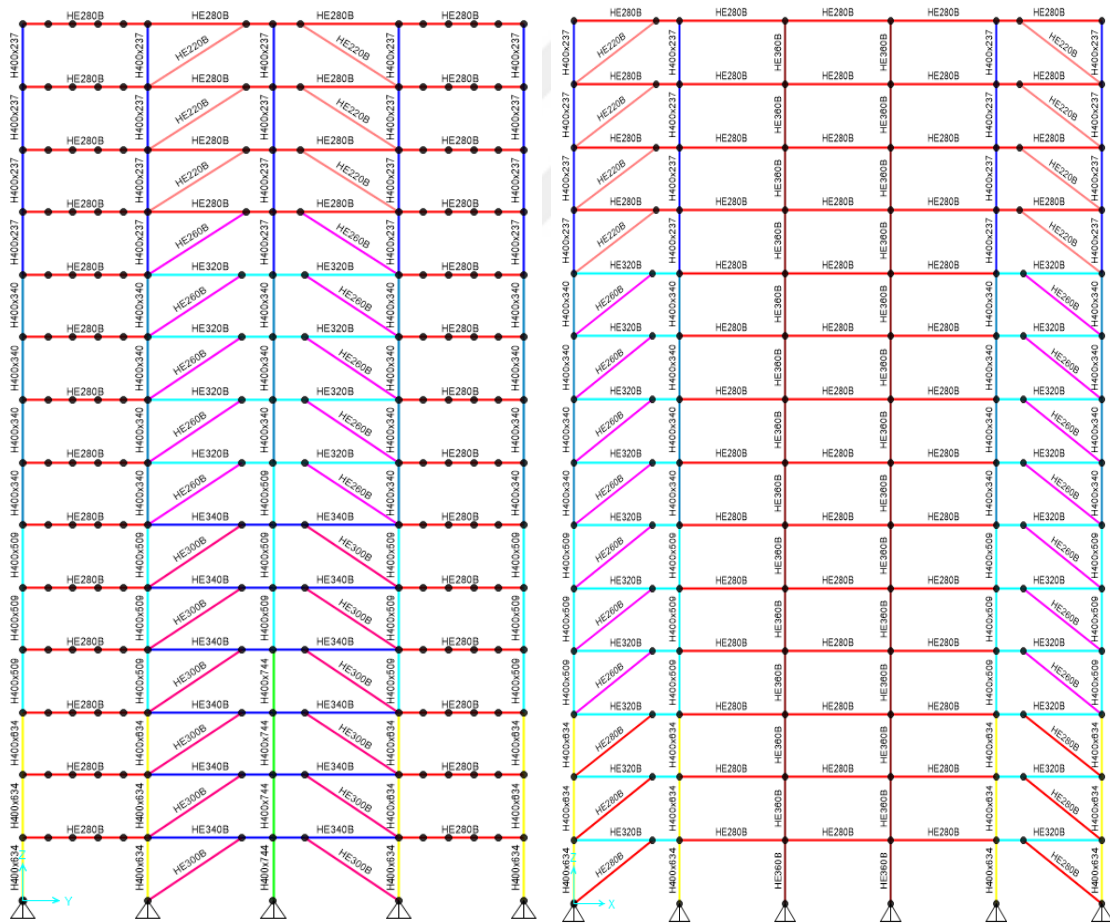 HE280B HE280B HE280B HE280B
H400x237 H400x237 HE220B H400x237 HE220B H400x237 H400x237
HE280B HE280B HE280B HE280B
H400x237 H400x237 HE220B H400x237 HE220B H400x237 H400x237
HE280B HE280B HE280B HE280B
H400x237 H400x237 HE220B H400x237 HE220B H400x237 H400x237
HE280B HE280B HE280B HE280B
H400x237 H400x237 HE260B H400x237 HE260B H400x237 H400x237
HE280B HE320B HE320B HE280B
H400x340 H400x340 HE260B H400x340 HE260B H400x340 H400x340
HE280B HE320B HE320B HE280B
H400x340 H400x340 HE260B H400x340 HE260B H400x340 H400x340
HE280B HE320B HE320B HE280B
H400x340 H400x340 HE260B H400x340 HE260B H400x340 H400x340
HE280B HE320B HE320B HE280B
H400x340 H400x340 HE260B H400x509 HE260B H400x340 H400x340
HE280B HE340B HE340B HE280B
H400x509 H400x509 HE300B H400x509 HE300B H400x509 H400x509
HE280B HE340B HE340B HE280B
H400x509 H400x509 HE300B H400x509 HE300B H400x509 H400x509
HE280B HE340B HE340B HE280B
H400x509 H400x509 HE300B H400x744 HE300B H400x509 H400x509
HE280B HE340B HE340B HE280B
H400x634 H400x634 HE300B H400x744 HE300B H400x634 H400x634
HE280B HE340B HE340B HE280B
H400x634 H400x634 HE300B H400x744 HE300B H400x634 H400x634
HE280B HE340B HE340B HE280B
H400x634 H400x634 HE300B H400x744 HE300B H400x634 H400x634
Z
Y
HE280B HE280B HE280B HE280B HE280B
H400x237 HE220B H400x237 HE360B HE360B H400x237 HE220B H400x237
HE280B HE280B HE280B HE280B HE280B
H400x237 HE220B H400x237 HE360B HE360B H400x237 HE220B H400x237
HE280B HE280B HE280B HE280B HE280B
H400x237 HE220B H400x237 HE360B HE360B H400x237 HE220B H400x237
HE280B HE280B HE280B HE280B HE280B
H400x237 HE220B H400x237 HE360B HE360B H400x237 HE220B H400x237
HE320B HE280B HE280B HE280B HE320B
H400x340 HE260B H400x340 HE360B HE360B H400x340 HE260B H400x340
HE320B HE280B HE280B HE280B HE320B
H400x340 HE260B H400x340 HE360B HE360B H400x340 HE260B H400x340
HE320B HE280B HE280B HE280B HE320B
H400x340 HE260B H400x340 HE360B HE360B H400x340 HE260B H400x340
HE320B HE280B HE280B HE280B HE320B
H400x340 HE260B H400x340 HE360B HE360B H400x340 HE260B H400x340
HE320B HE280B HE280B HE280B HE320B
H400x509 HE260B H400x509 HE360B HE360B H400x509 HE260B H400x509
HE320B HE280B HE280B HE280B HE320B
H400x509 HE260B H400x509 HE360B HE360B H400x509 HE260B H400x509
HE320B HE280B HE280B HE280B HE320B
H400x509 HE260B H400x509 HE360B HE360B H400x509 HE260B H400x509
HE320B HE280B HE280B HE280B HE320B
H400x634 HE280B H400x634 HE360B HE360B H400x634 HE280B H400x634
HE320B HE280B HE280B HE280B HE320B
H400x634 HE280B H400x634 HE360B HE360B H400x634 HE280B H400x634
HE320B HE280B HE280B HE280B HE320B
H400x634 HE280B H400x634 HE360B HE360B H400x634 HE280B H400x634
Z
X